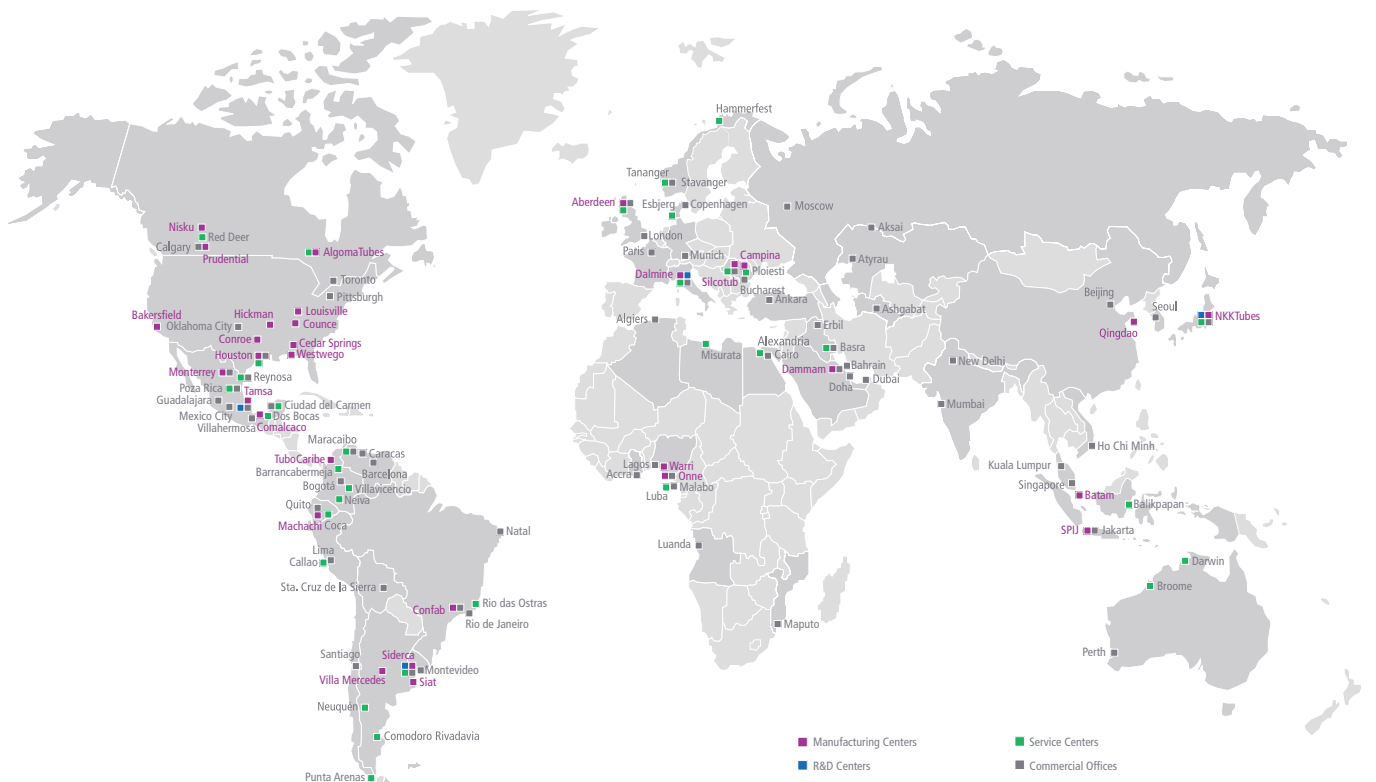 Hammerfest
Tananger
Stavanger
Aberdeen
Esbjerg
Copenhagen
Moscow
Nisku
Red Deer
Aksai
London
Calgary
AlgomaTubes
Paris
Munich
Campina
Prudential
Atyrau
Dalmine
Ploiesti
Toronto
Silcotub
Bucharest
Pittsburgh
Ankara
Beijing
Seoul
Bakersfield
Hickman
Louisville
Ashgabat
NKKTubes
Oklahoma City
Counce
Algiers
Erbil
Qingdao
Conroe
Cedar Springs
Alexandria
Houston
Westwego
Misurata
Cairo
Basra
New Delhi
Monterrey
Reynosa
Dammam
Bahrain
Poza Rica
Tamsa
Doha
Dubai
Guadalajara
Ciudad del Carmen
Mumbai
Mexico City
Dos Bocas
Villahermosa
Comalcaco
Maracaibo
Caracas
Ho Chi Minh
TuboCaribe
Lagos
Warri
Kuala Lumpur
Barrancabermeja
Barcelona
Accra
Onne
Bogotá
Villavicencio
Malabo
Singapore
Neiva
Luba
Batam
Quito
Balikpapan
Machachi
Coca
Natal
SPIJ
Jakarta
Lima
Luanda
Callao
Darwin
Sta. Cruz de la Sierra
Broome
Confab
Rio das Ostras
Rio de Janeiro
Maputo
Santiago
Siderca
Perth
Montevideo
Villa Mercedes
Siat
Neuquén
Comodoro Rivadavia
Manufacturing Centers
Service Centers
R&D Centers
Commercial Offices
Punta Arenas